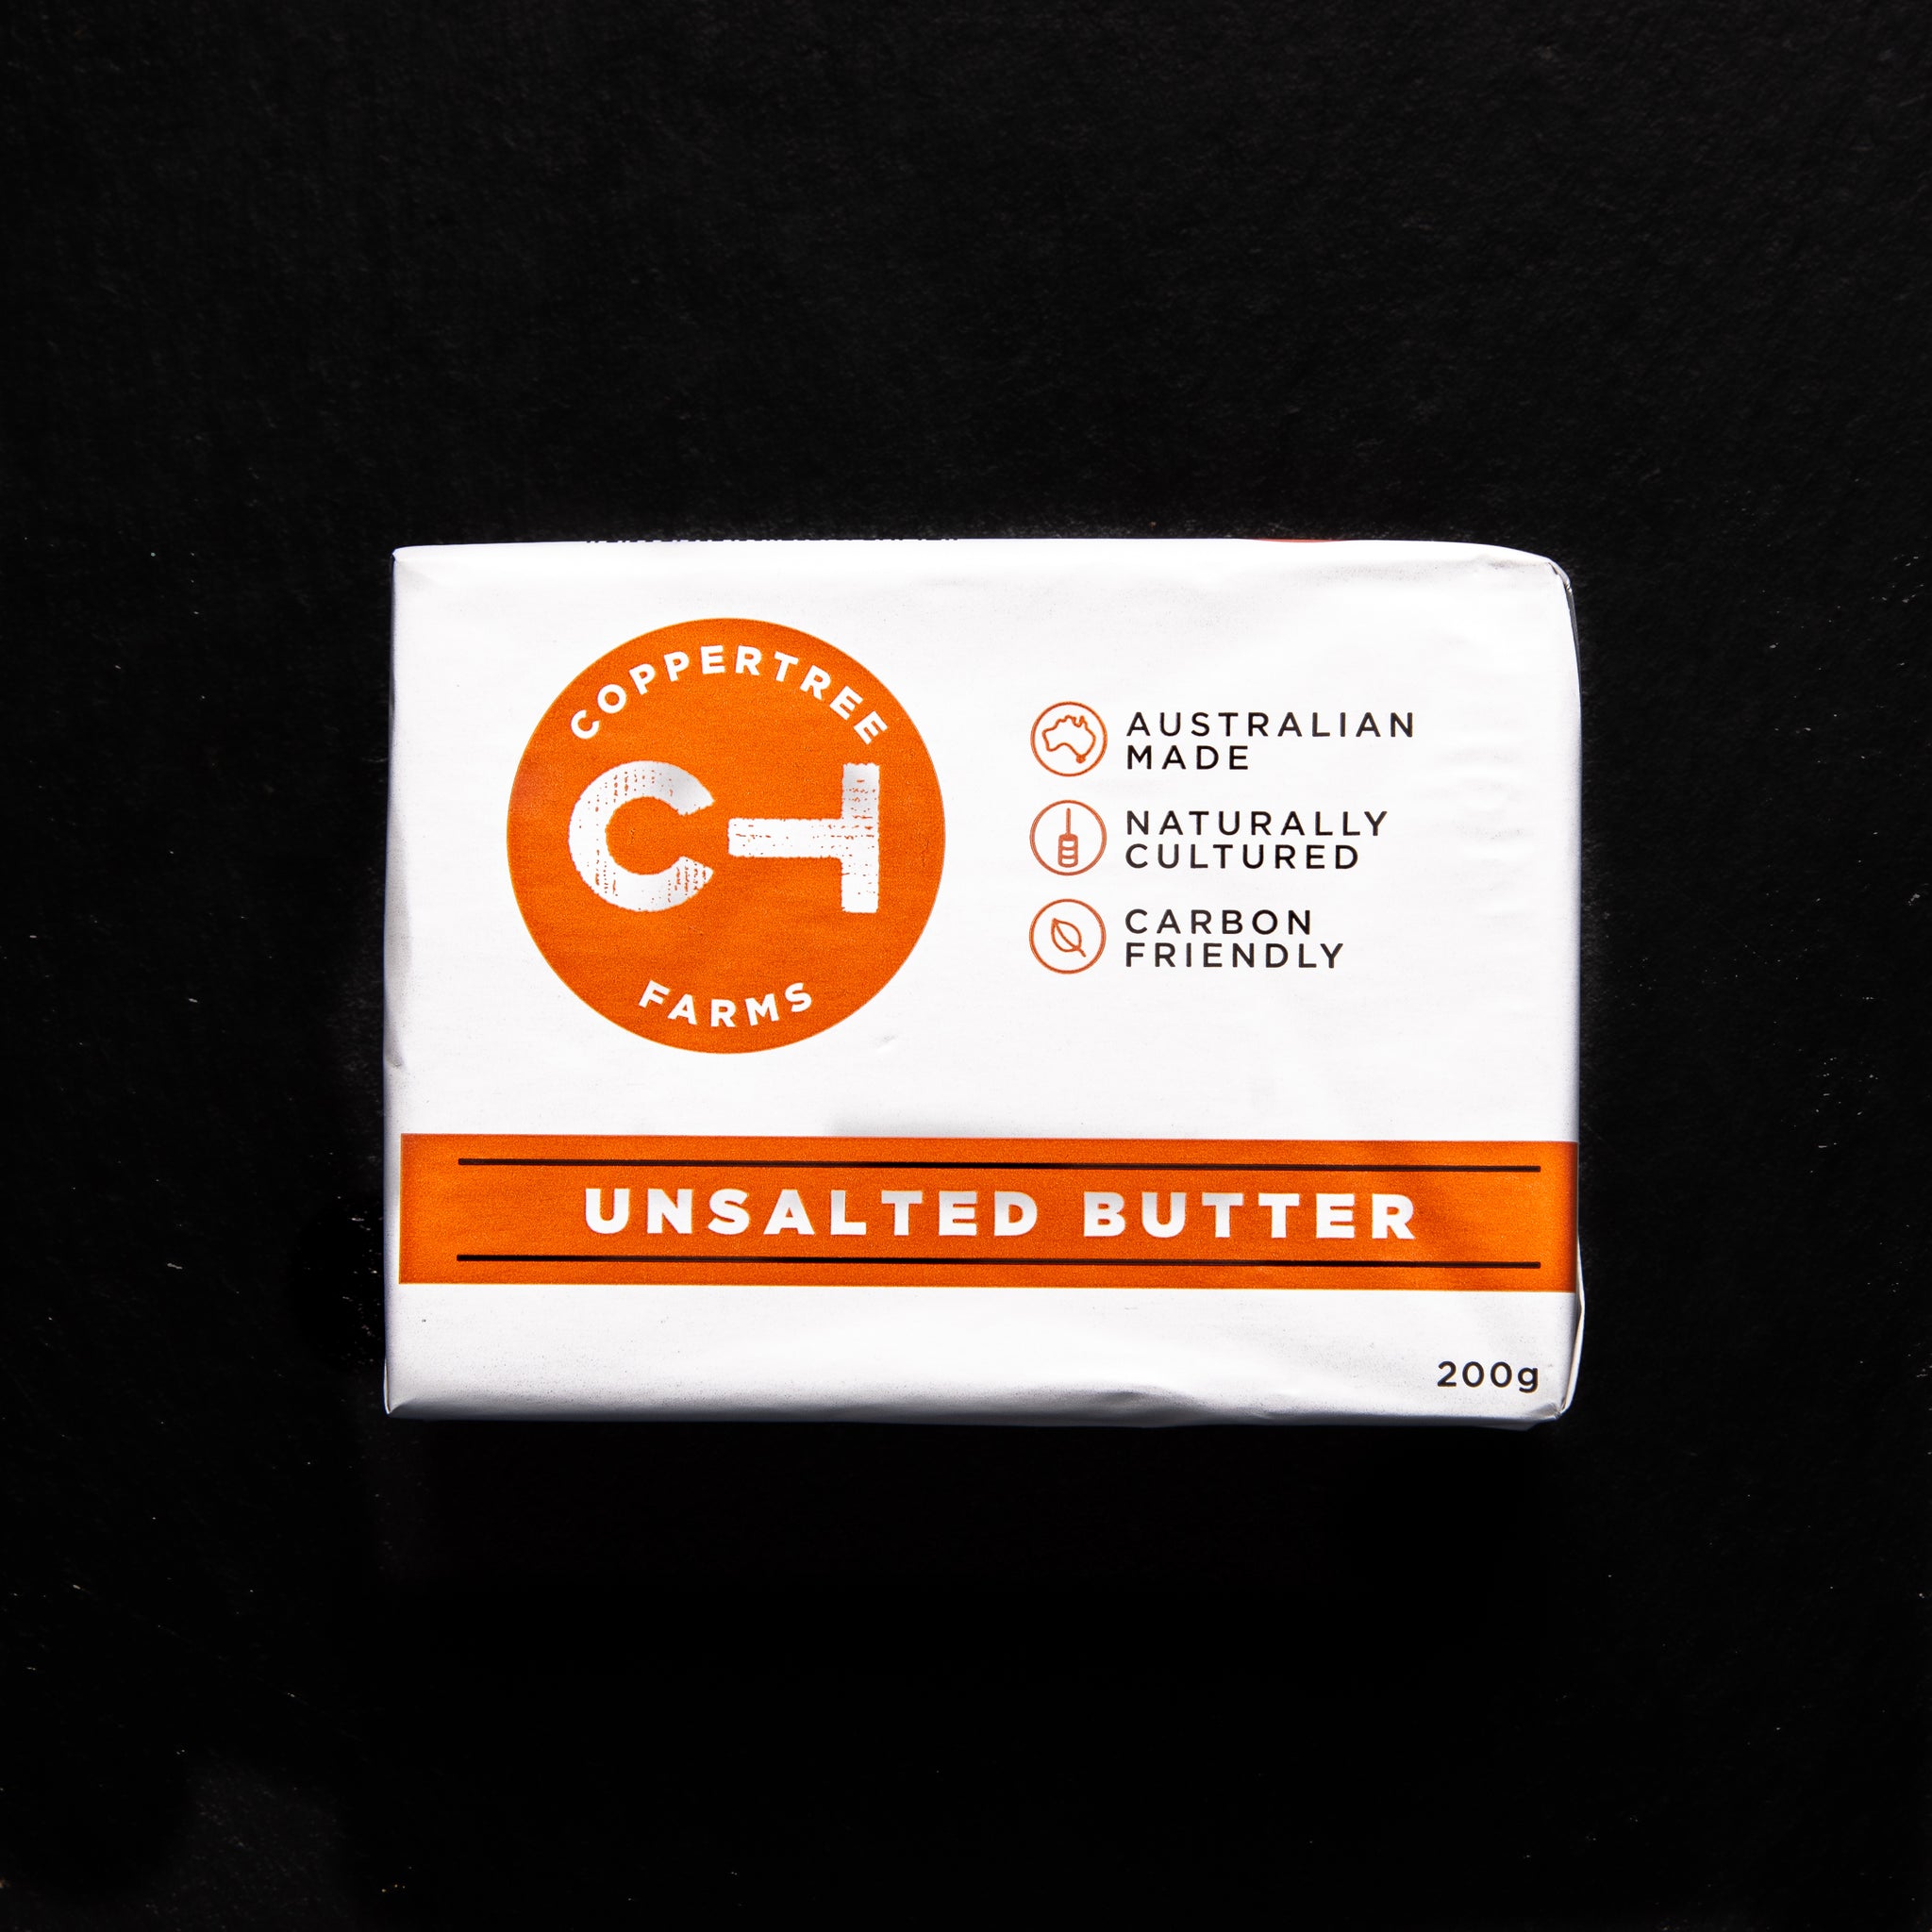 COPPERTREE
CT
FARMS
AUSTRALIAN
MADE
NATURALLY
CULTURED
CARBON
FRIENDLY
UNSALTED BUTTER
200g